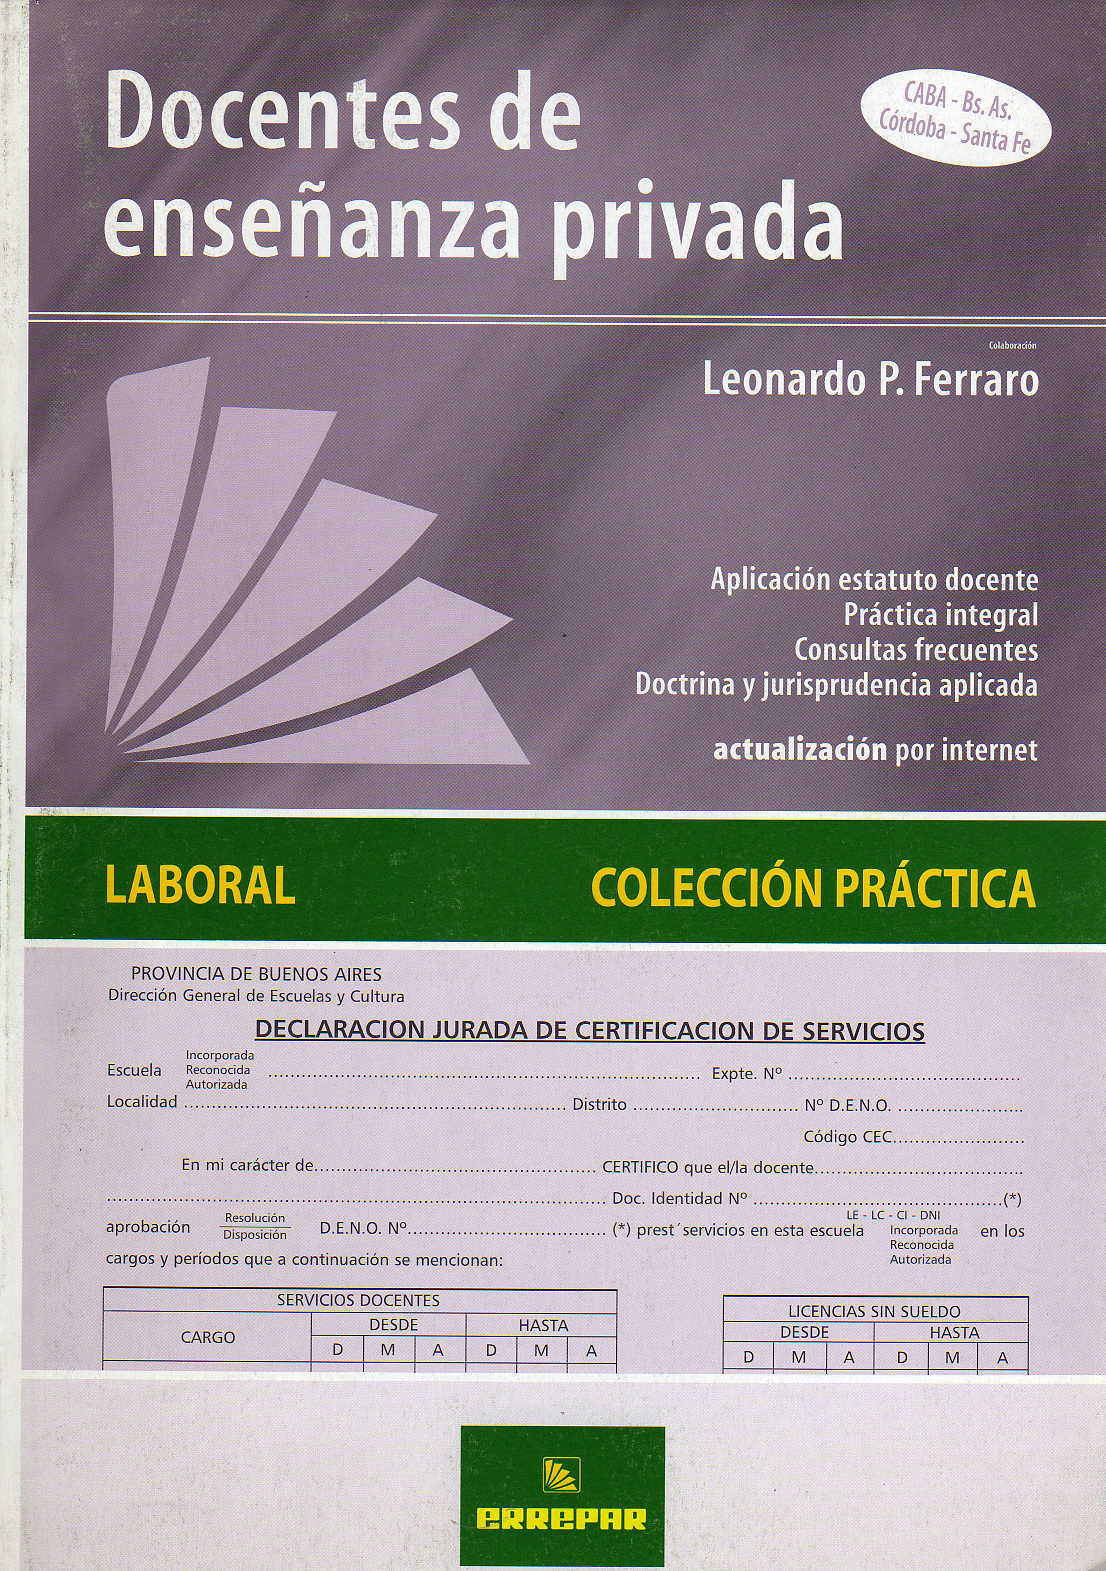 Docentes de
enseñanza privada
CABA - Bs. As.
Córdoba - Santa Fe
Colaboración
Leonardo P. Ferraro
Aplicación estatuto docente
Práctica integral
Consultas frecuentes
Doctrina y jurisprudencia aplicada
actualización por internet
LABORAL COLECCIÓN PRÁCTICA
PROVINCIA DE BUENOS AIRES
Dirección General de Escuelas y Cultura
DECLARACION JURADA DE CERTIFICACION DE SERVICIOS
Escuela Incorporada Reconocida Autorizada ........ Expte. Nº ........
Localidad ........ Distrito ........ Nº D.E.N.O. ........
Código CEC........
En mi carácter de........ CERTIFICO que el/la docente........
........ Doc. Identidad Nº ........(*)
LE - LC - CI - DNI
aprobación Resolución Disposición D.E.N.O. Nº........ (*) prest´servicios en esta escuela Incorporada Reconocida Autorizada en los
cargos y períodos que a continuación se mencionan:
SERVICIOS DOCENTES
CARGO DESDE HASTA
D M A D M A
LICENCIAS SIN SUELDO
DESDE HASTA
D M A D M A
ERREPAR